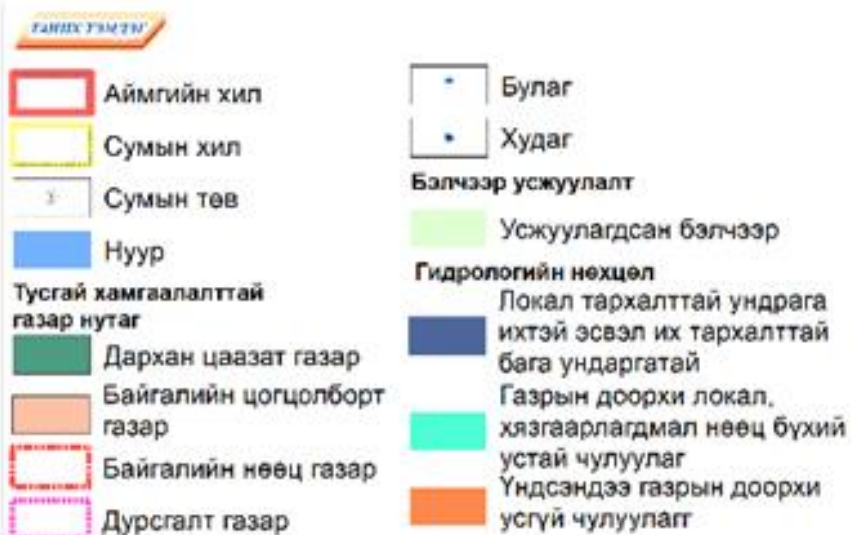 ТАНИХ ТЭМДЭГ
Аймгийн хил
Сумын хил
Сумын төв
Нуур
Тусгай хамгаалалттай
газар нутаг
Дархан цаазат газар
Байгалийн цогцолборт
газар
Байгалийн нөөц газар
Дурсгалт газар
Булаг
Худаг
Бэлчээр усжуулалт
Усжуулагдсан бэлчээр
Гидрологийн нөхцөл
Локал тархалттай ундрага
ихтэй эсвэл их тархалттай
бага ундаргатай
Газрын доорхи локал,
хязгаарлагдмал нөөц бүхий
устай чулуулаг
Үндсэндээ газрын доорхи
усгүй чулуулагг